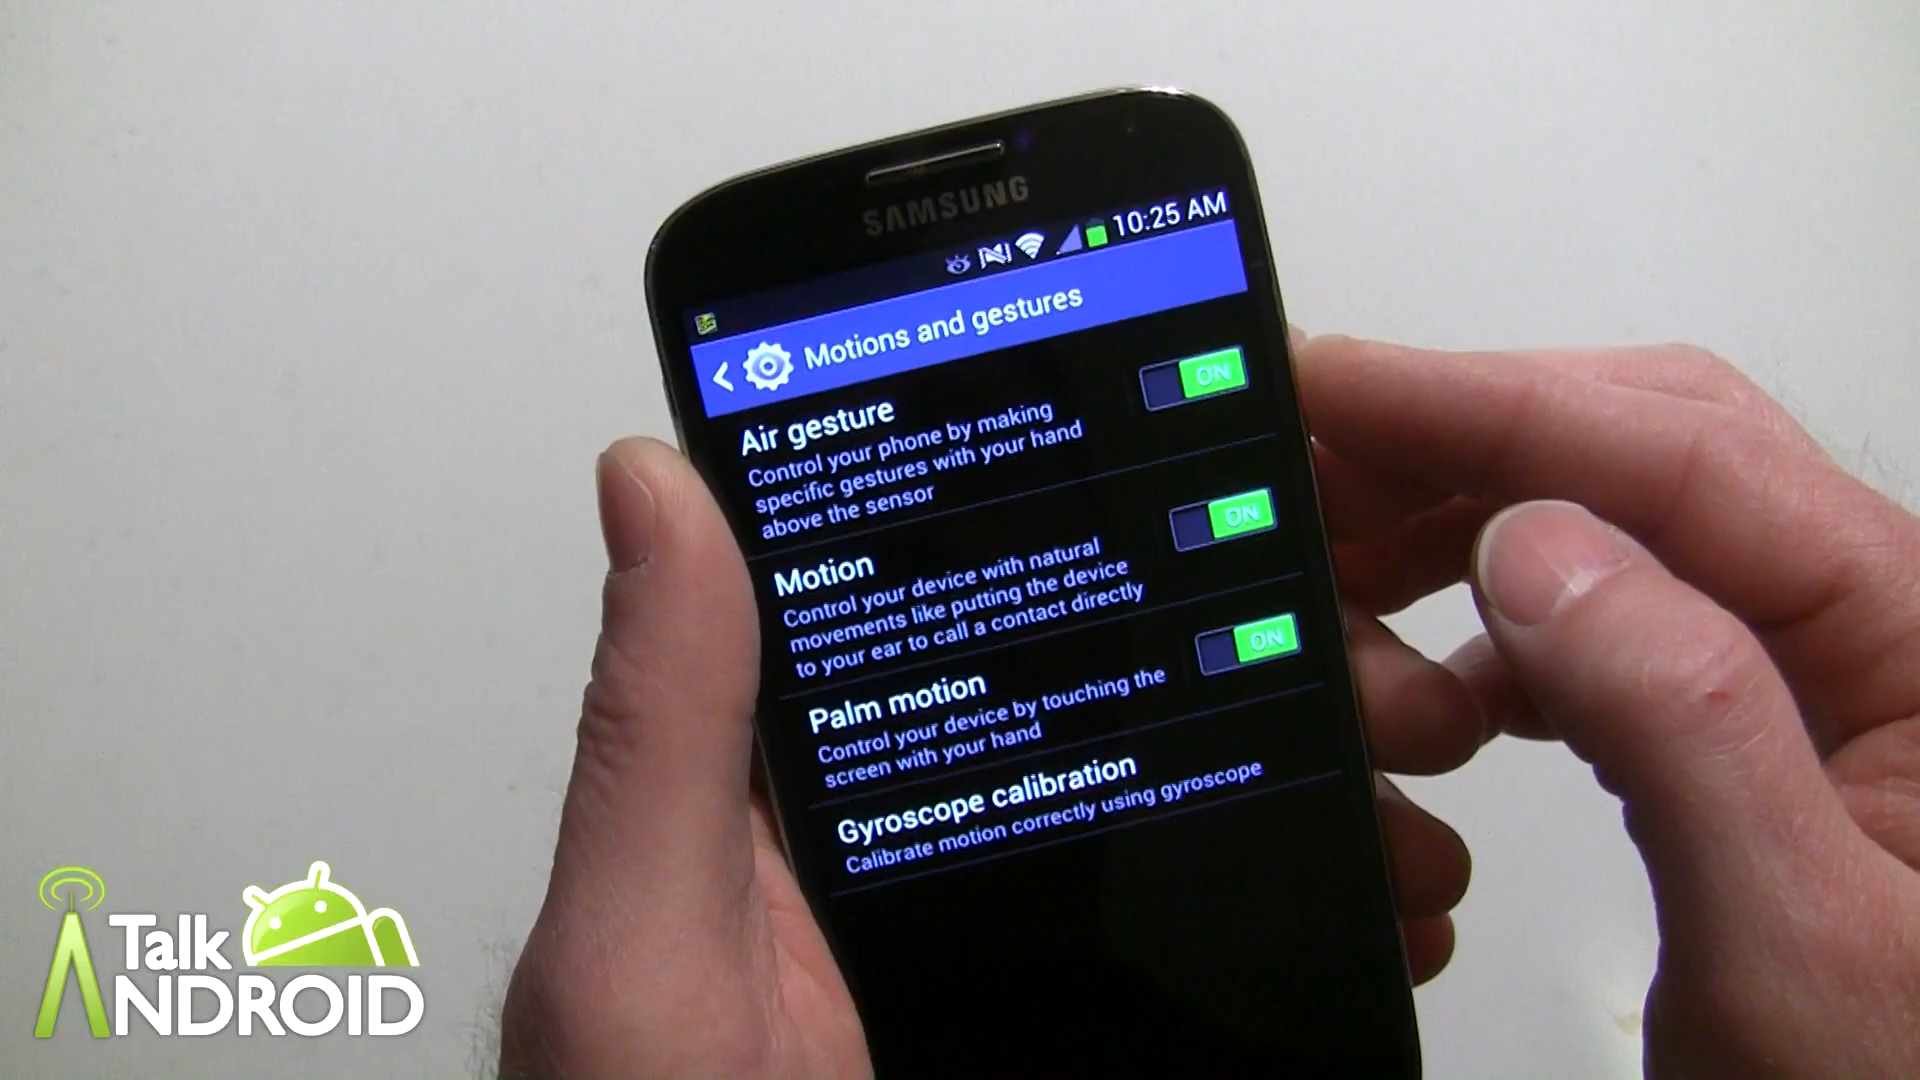 SAMSUNG
10:25 AM
Motions and gestures
Air gesture
ON
Control your phone by making
specific gestures with your hand
above the sensor
Motion
ON
Control your device with natural
movements like putting the device
to your ear to call a contact directly
Palm motion
ON
Control your device by touching the
screen with your hand
Gyroscope calibration
Calibrate motion correctly using gyroscope
Talk
ANDROID